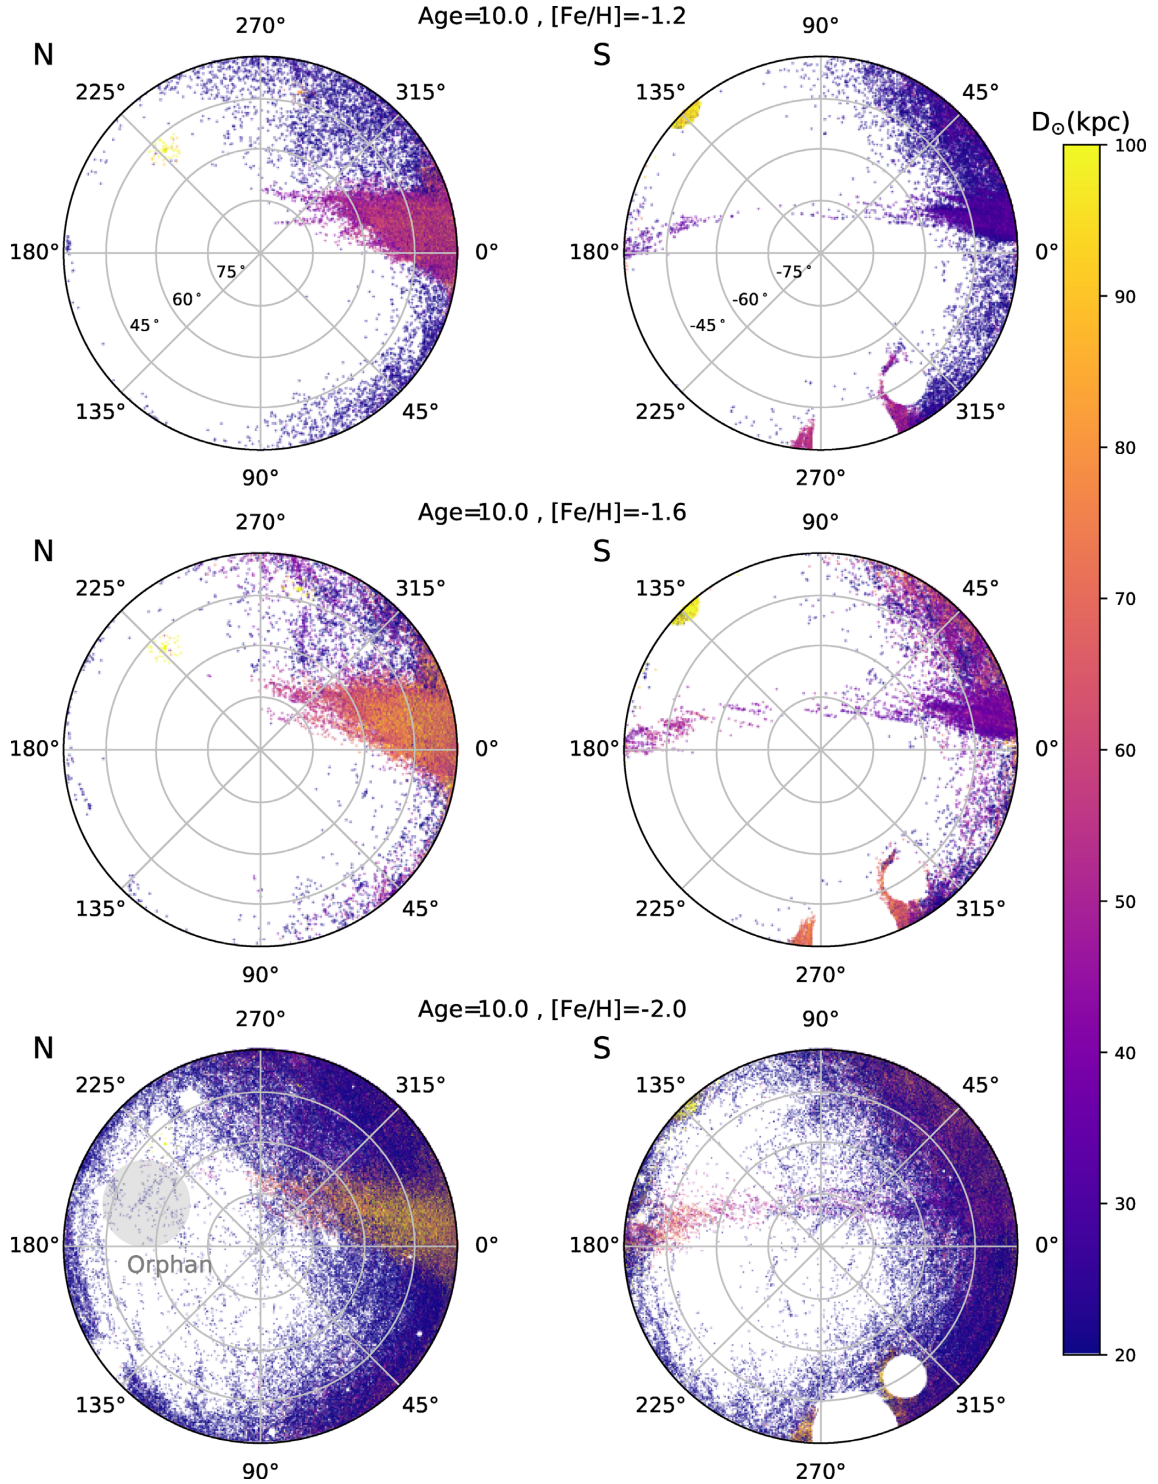 Age=10.0 , [Fe/H]=-1.2
270° 90°
N S
225° 315° 135° 45°
D⊙(kpc)
100
180° 0° 180° 0°
75° -75°
60° -60°
45° -45°
90
135° 45° 225° 315°
80
90° 270°
Age=10.0 , [Fe/H]=-1.6
270° 90°
N S
225° 315° 135° 45°
70
180° 0° 180° 0°
60
135° 45° 225° 315°
50
90° 270°
Age=10.0 , [Fe/H]=-2.0
270° 90°
N S
40
225° 315° 135° 45°
30
180° 0° 180° 0°
Orphan
20
135° 45° 225° 315°
90° 270°